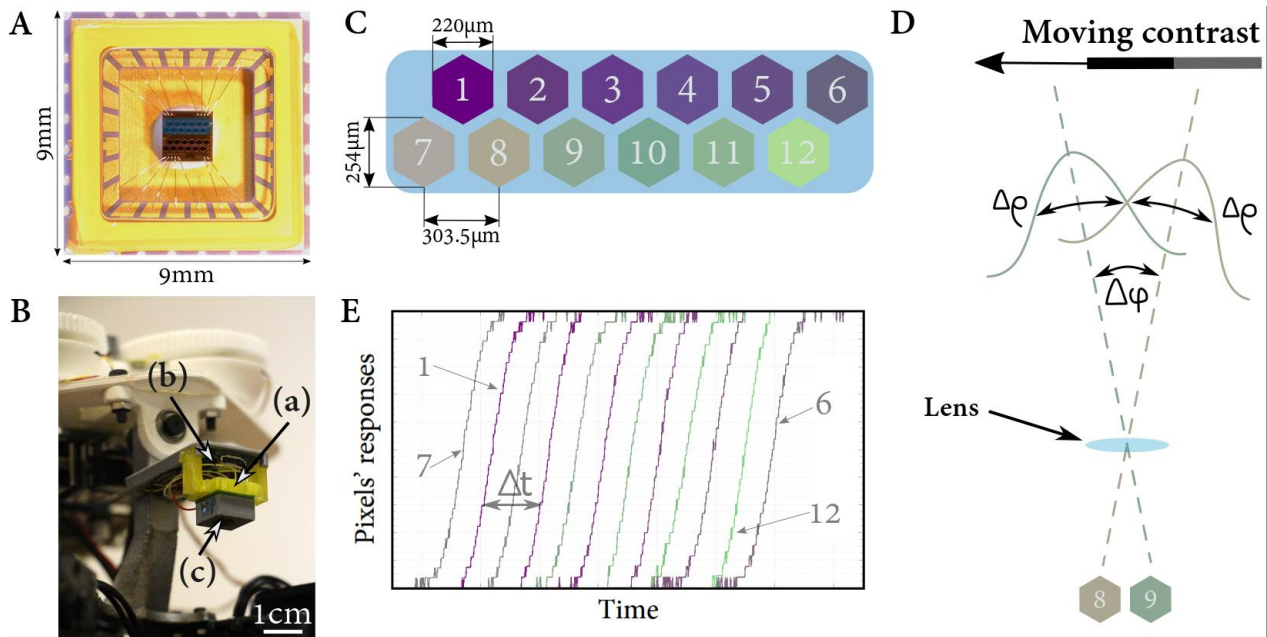 A
9mm
9mm
B
(b)
(a)
(c)
1cm
C
220µm
1
2
3
4
5
6
254µm
7
8
9
10
11
12
303.5µm
D
Moving contrast
Δρ
Δρ
Δφ
Lens
8
9
E
Pixels' responses
1
7
Δt
6
12
Time